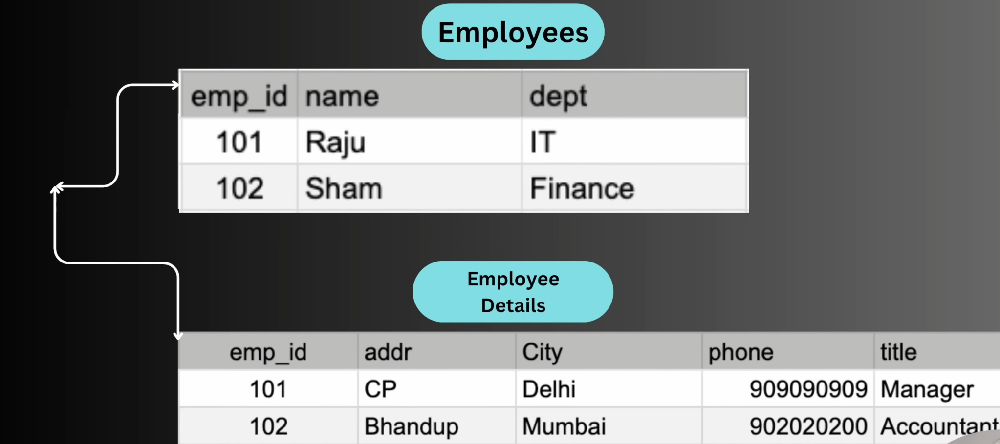 Employees
emp_id name dept
101 Raju IT
102 Sham Finance
Employee
Details
emp_id addr City phone title
101 CP Delhi 909090909 Manager
102 Bhandup Mumbai 902020200 Accountant